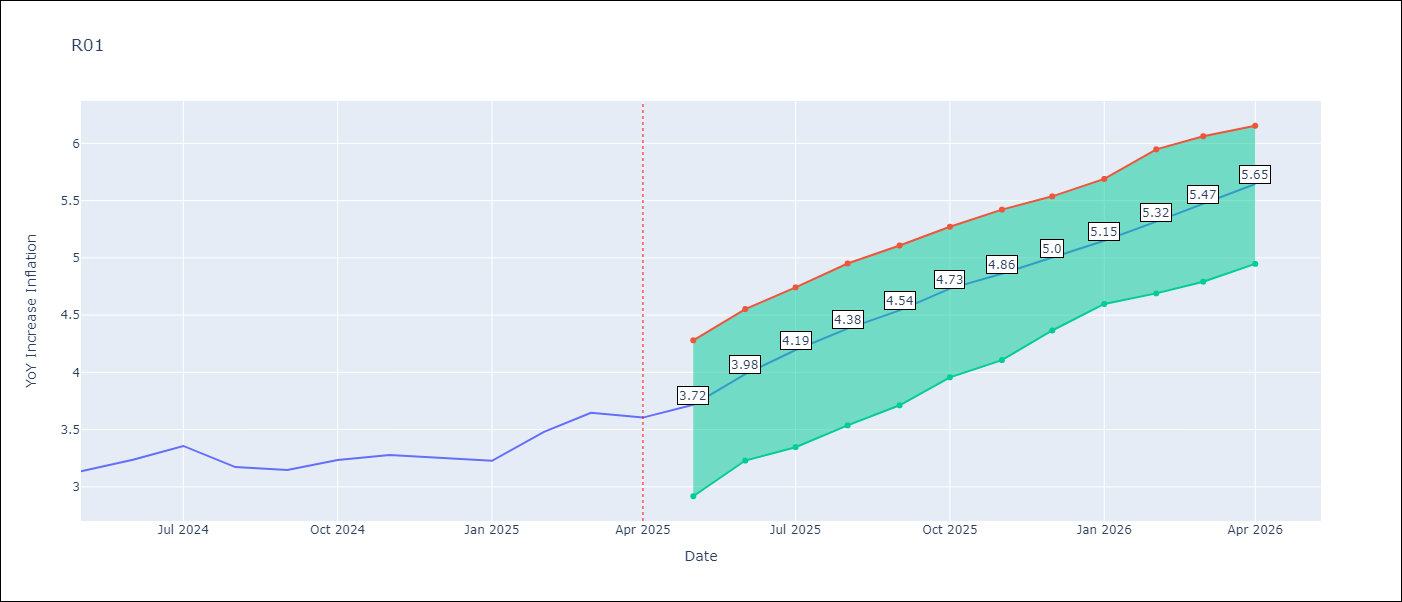 R01
YoY Increase Inflation
6
5.5
5
4.5
4
3.5
3
3.72
3.98
4.19
4.38
4.54
4.73
4.86
5.0
5.15
5.32
5.47
5.65
Jul 2024
Oct 2024
Jan 2025
Apr 2025
Jul 2025
Oct 2025
Jan 2026
Apr 2026
Date